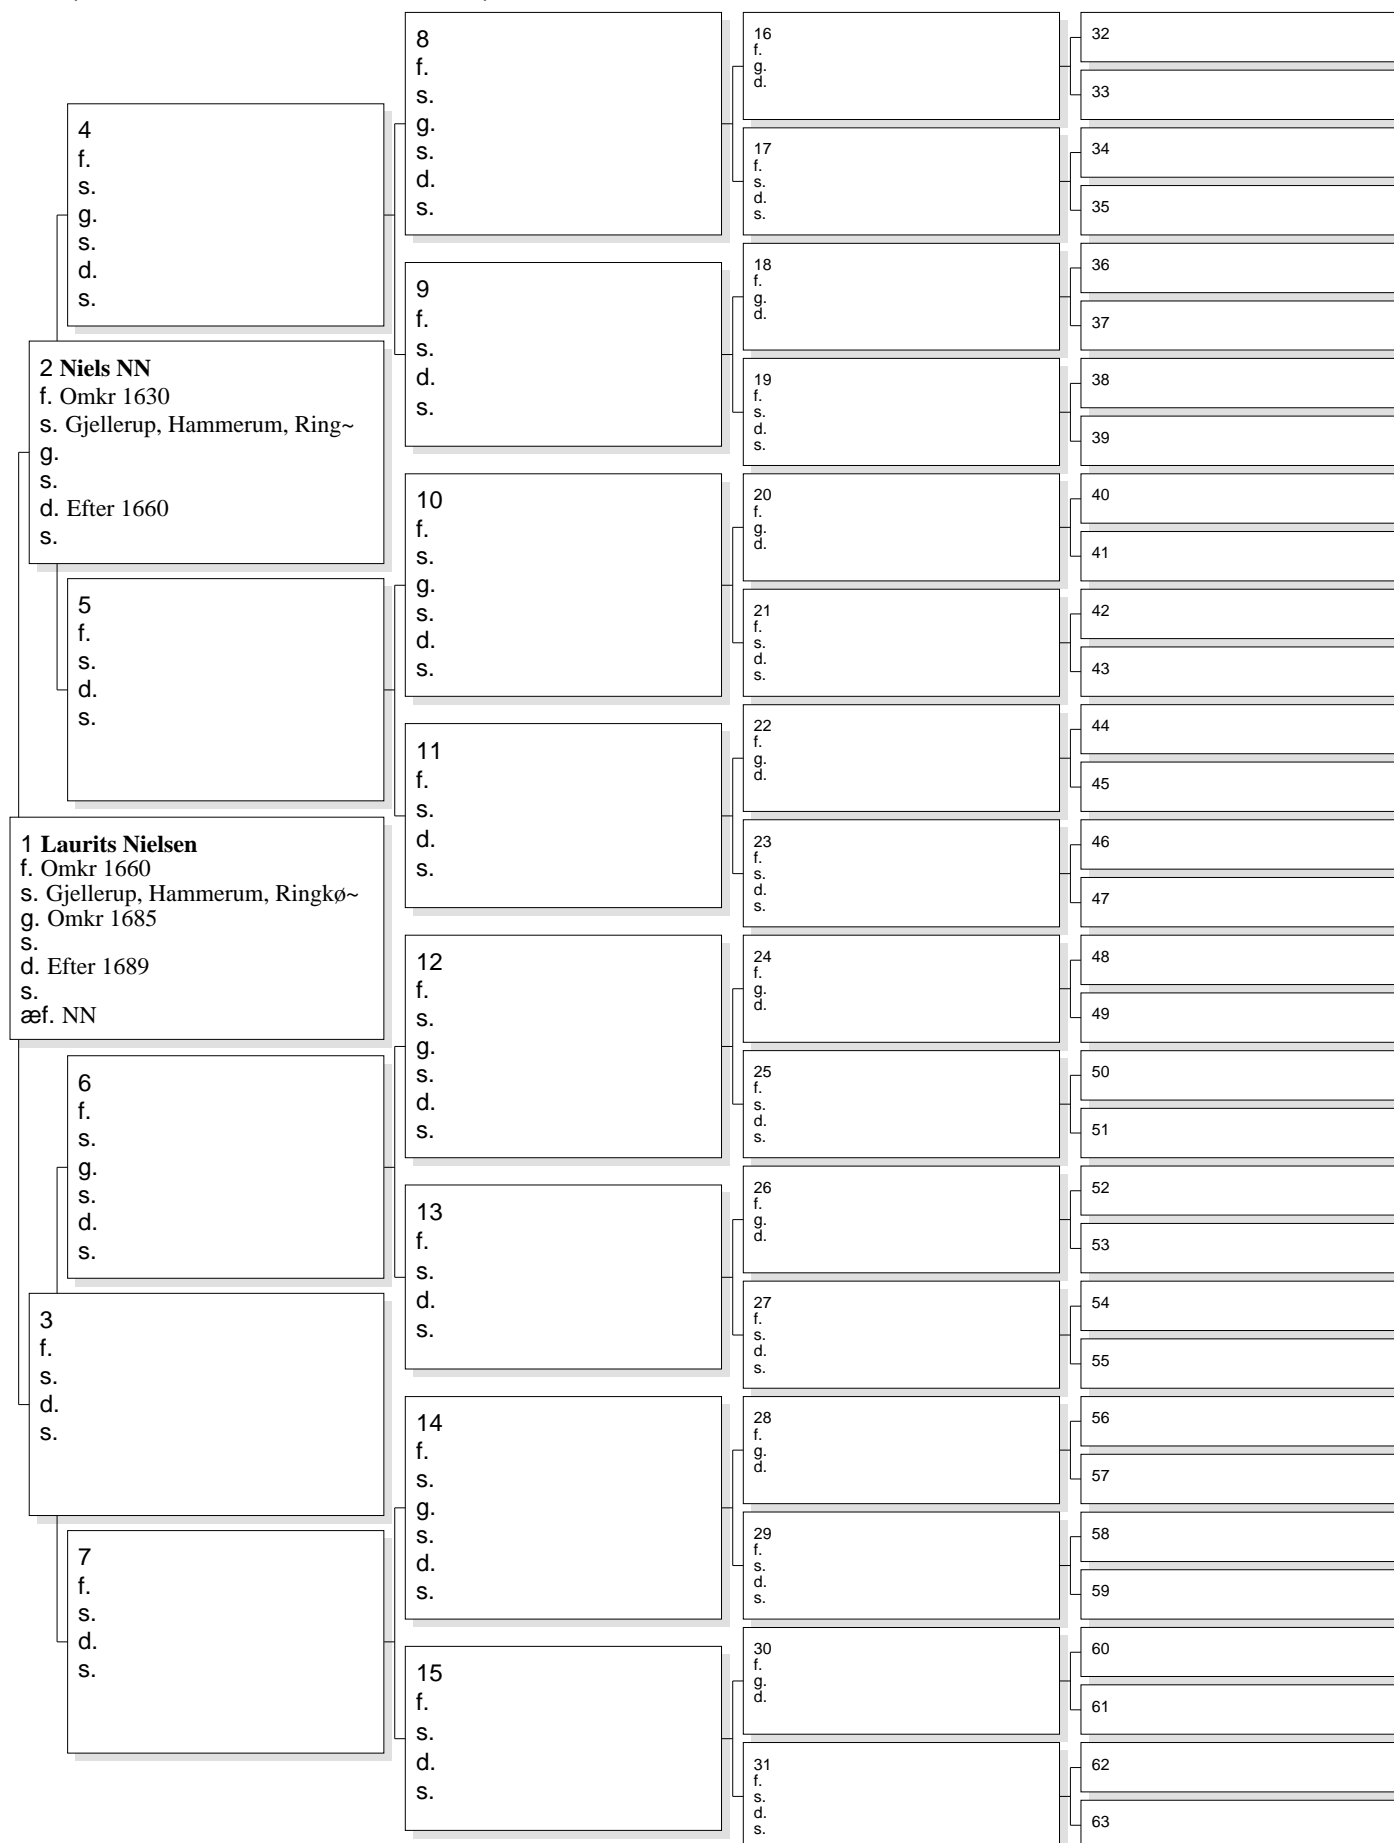 4
f.
s.
g.
s.
d.
s.
2 Niels NN
f. Omkr 1630
s. Gjellerup, Hammerum, Ring~
g.
s.
d. Efter 1660
s.
5
f.
s.
d.
s.
1 Laurits Nielsen
f. Omkr 1660
s. Gjellerup, Hammerum, Ringkø~
g. Omkr 1685
s.
d. Efter 1689
s.
æf. NN
6
f.
s.
g.
s.
d.
s.
3
f.
s.
d.
s.
7
f.
s.
d.
s.
8
f.
s.
g.
s.
d.
s.
9
f.
s.
d.
s.
10
f.
s.
g.
s.
d.
s.
11
f.
s.
d.
s.
12
f.
s.
g.
s.
d.
s.
13
f.
s.
d.
s.
14
f.
s.
g.
s.
d.
s.
15
f.
s.
d.
s.
16
f.
g.
d.
17
f.
s.
d.
s.
18
f.
g.
d.
19
f.
s.
d.
s.
20
f.
g.
d.
21
f.
s.
d.
s.
22
f.
g.
d.
23
f.
s.
d.
s.
24
f.
g.
d.
25
f.
s.
d.
s.
26
f.
g.
d.
27
f.
s.
d.
s.
28
f.
g.
d.
29
f.
s.
d.
s.
30
f.
g.
d.
31
f.
s.
d.
s.
32
33
34
35
36
37
38
39
40
41
42
43
44
45
46
47
48
49
50
51
52
53
54
55
56
57
58
59
60
61
62
63